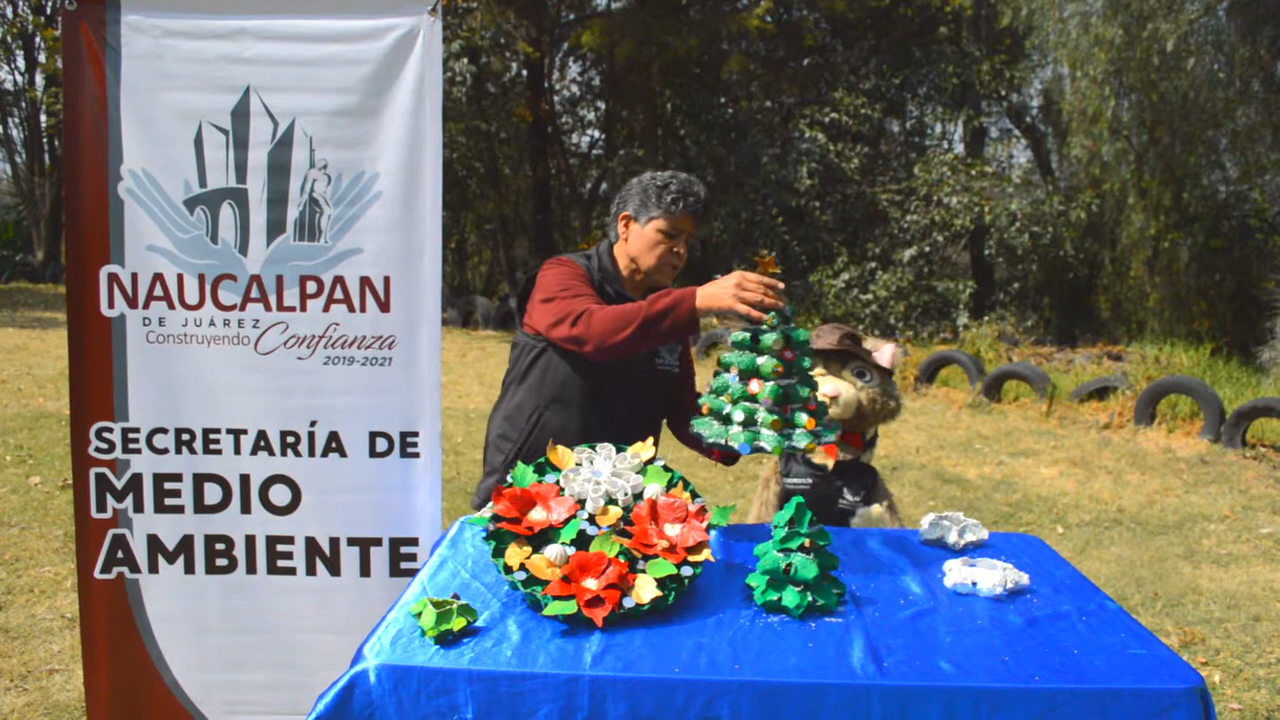 NAUCALPAN
DE JUÁREZ
Construyendo Confianza
2019-2021
SECRETARÍA DE
MEDIO
AMBIENTE